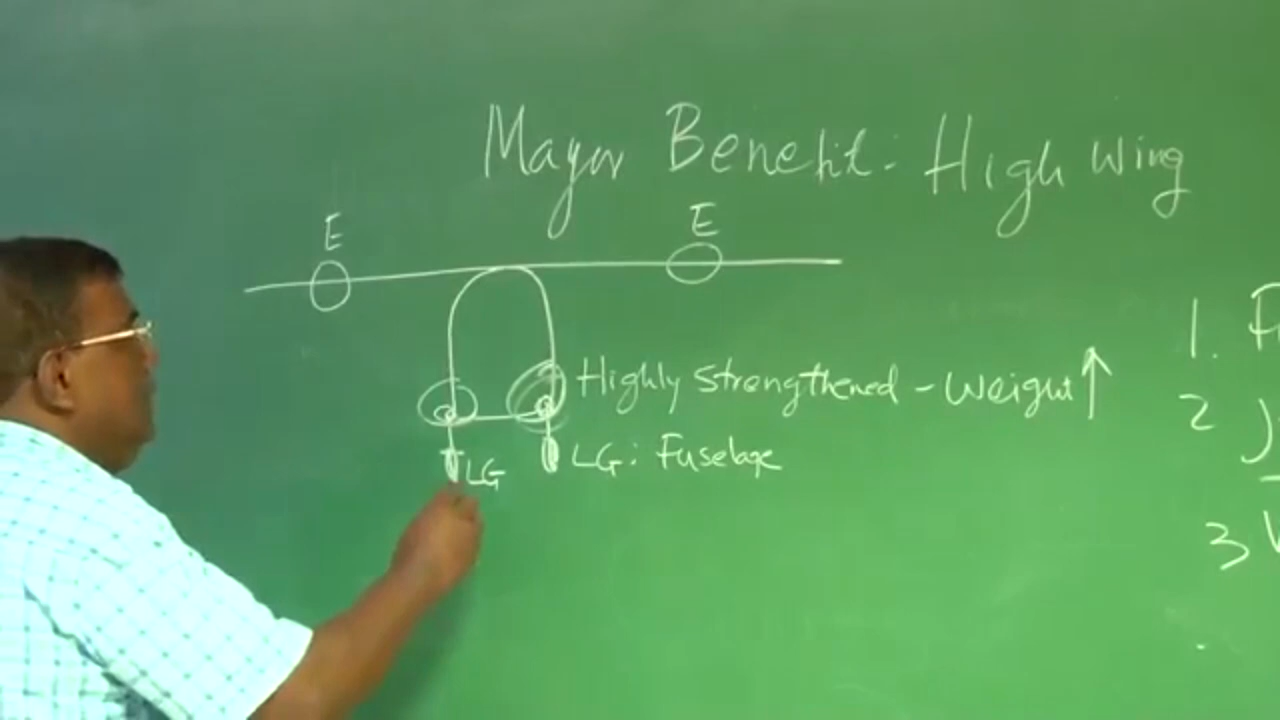 Major Benefit: High Wing
E
E
1.
Highly Strengthened - Weight ↑
2
LG
LG: Fuselage
3